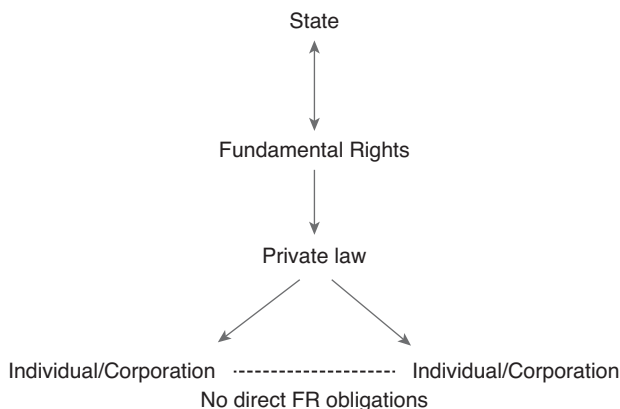 State
Fundamental Rights
Private law
Individual/Corporation Individual/Corporation
No direct FR obligations